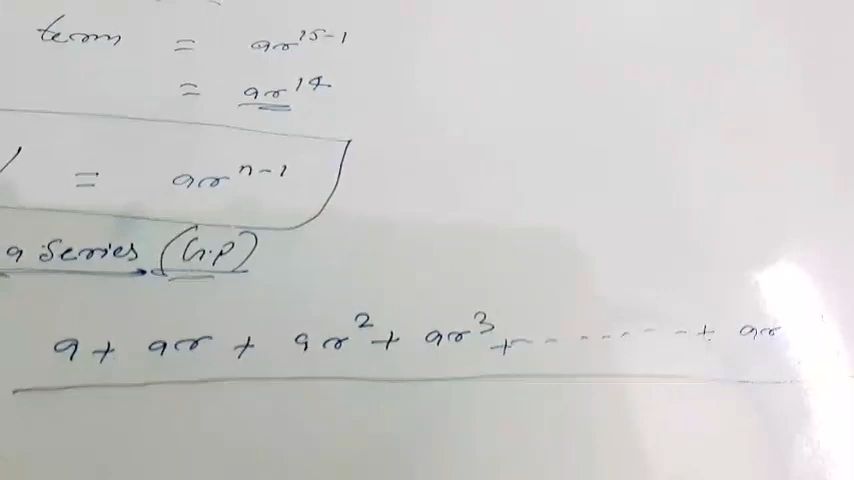 term = ar^15-1
= ar^14
= ar^n-1
a Series (G.P)
a + ar + ar^2 + ar^3 + - - - - - - - + ar